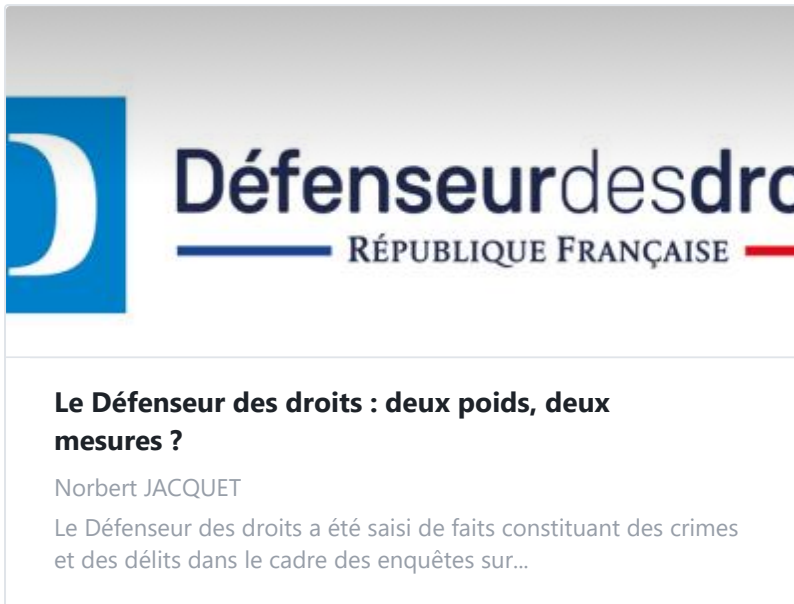 Défenseurdesdro
RÉPUBLIQUE FRANÇAISE
Le Défenseur des droits : deux poids, deux
mesures ?
Norbert JACQUET
Le Défenseur des droits a été saisi de faits constituant des crimes
et des délits dans le cadre des enquêtes sur...